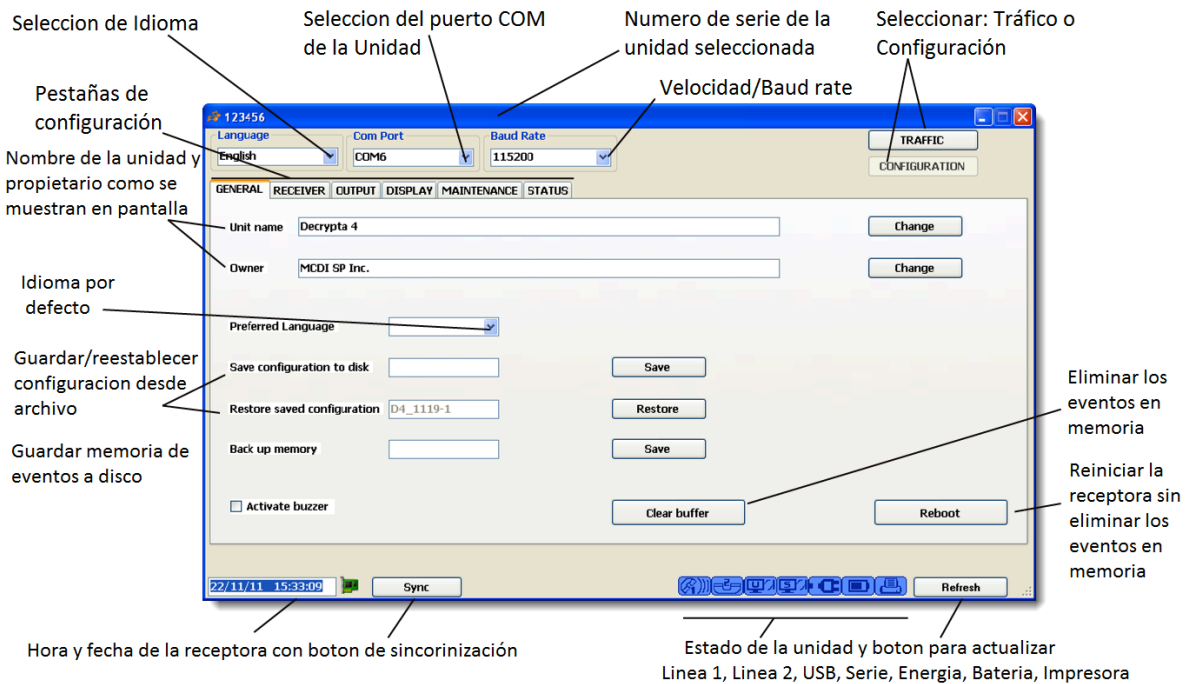 Seleccion de Idioma
Seleccion del puerto COM
de la Unidad
Numero de serie de la
unidad seleccionada
Seleccionar: Tráfico o
Configuración
Velocidad/Baud rate
Pestañas de
configuración
Nombre de la unidad y
propietario como se
muestran en pantalla
Idioma por
defecto
Guardar/reestablecer
configuracion desde
archivo
Guardar memoria de
eventos a disco
123456
Language
English
Com Port
COM6
Baud Rate
115200
TRAFFIC
CONFIGURATION
GENERAL RECEIVER OUTPUT DISPLAY MAINTENANCE STATUS
Unit name Decrypta 4 Change
Owner MCDI SP Inc. Change
Preferred Language
Save configuration to disk Save
Restore saved configuration D4_1119-1 Restore
Back up memory Save
Activate buzzer Clear buffer Reboot
22/11/11 15:33:09 Sync 1 2 U S Refresh
Eliminar los
eventos en
memoria
Reiniciar la
receptora sin
eliminar los
eventos en
memoria
Hora y fecha de la receptora con boton de sincorinización
Estado de la unidad y boton para actualizar
Linea 1, Linea 2, USB, Serie, Energia, Bateria, Impresora